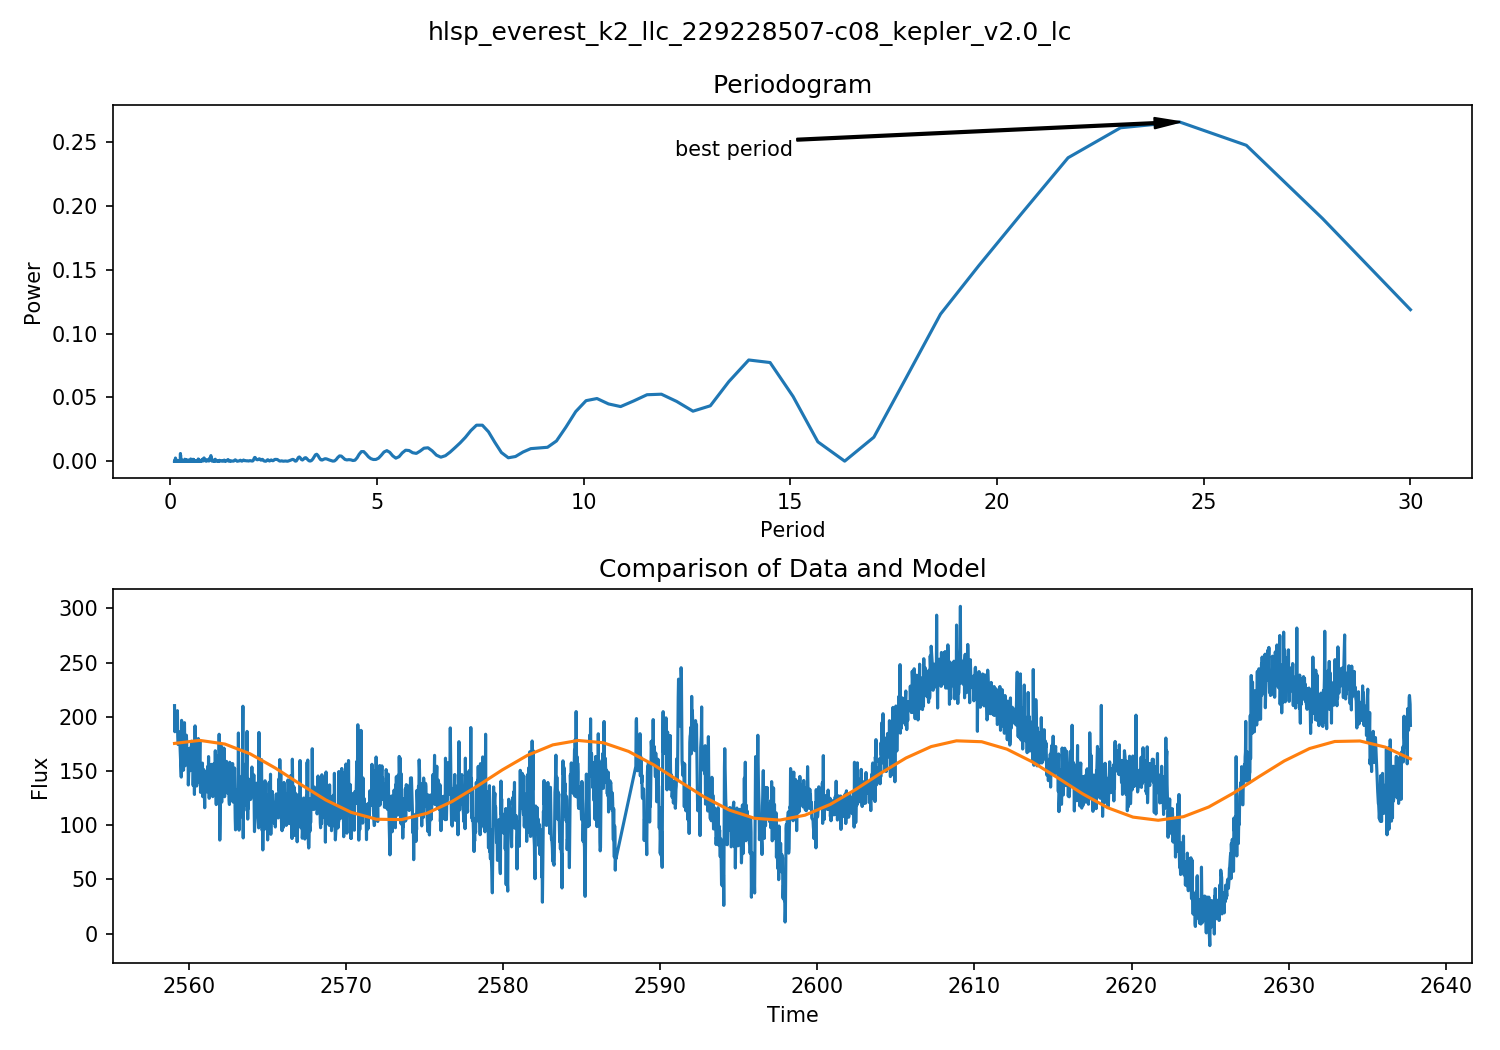 hlsp_everest_k2_llc_229228507-c08_kepler_v2.0_lc
Periodogram
best period
0.25
0.20
0.15
0.10
0.05
0.00
Power
0 5 10 15 20 25 30
Period
Comparison of Data and Model
300
250
200
150
100
50
0
Flux
2560 2570 2580 2590 2600 2610 2620 2630 2640
Time